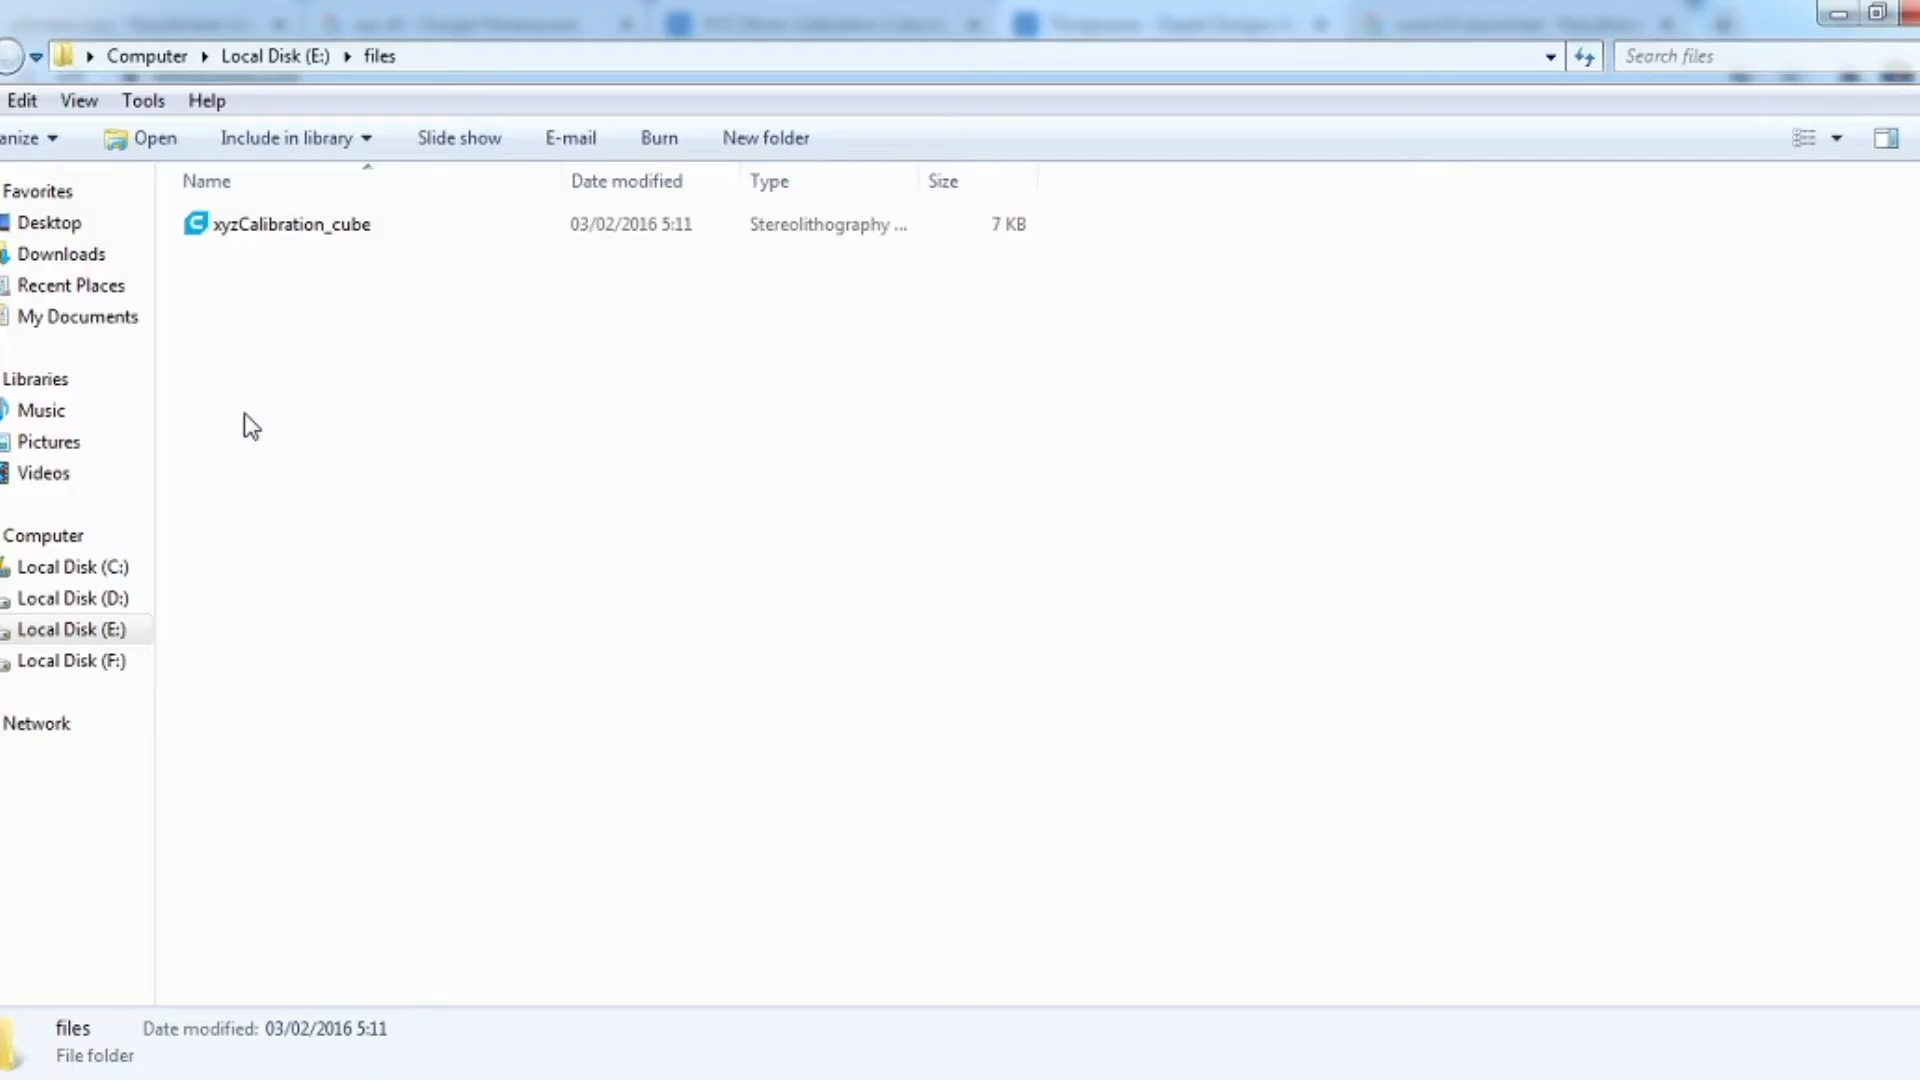 Computer Local Disk (E:) files
Search files
Edit View Tools Help
anize Open Include in library Slide show E-mail Burn New folder
Name Date modified Type Size
xyzCalibration_cube 03/02/2016 5:11 Stereolithography ... 7 KB
Favorites
Desktop
Downloads
Recent Places
My Documents
Libraries
Music
Pictures
Videos
Computer
Local Disk (C:)
Local Disk (D:)
Local Disk (E:)
Local Disk (F:)
Network
files Date modified: 03/02/2016 5:11
File folder